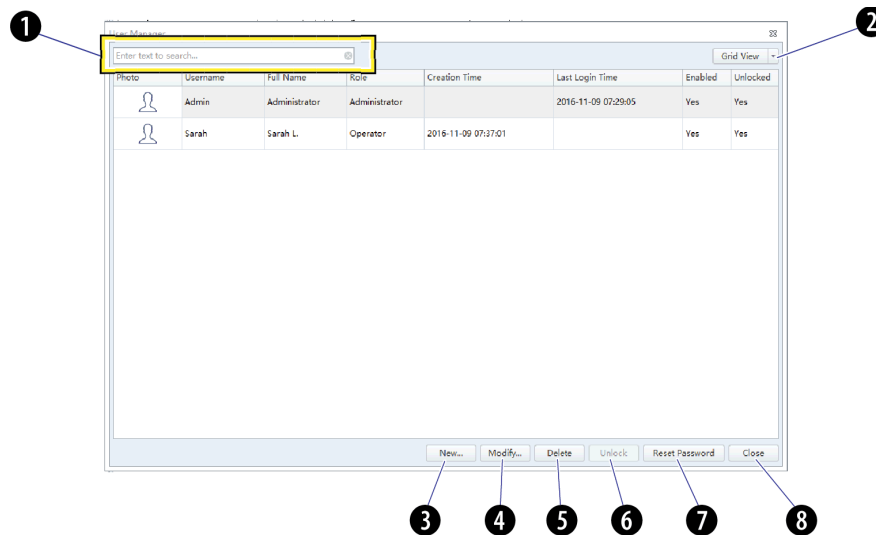 1
2
User Manager
Enter text to search...
Grid View
Photo Username Full Name Role Creation Time Last Login Time Enabled Unlocked
Admin Administrator Administrator 2016-11-09 07:29:05 Yes Yes
Sarah Sarah L. Operator 2016-11-09 07:37:01 Yes Yes
New... Modify... Delete Unlock Reset Password Close
3 4 5 6 7 8